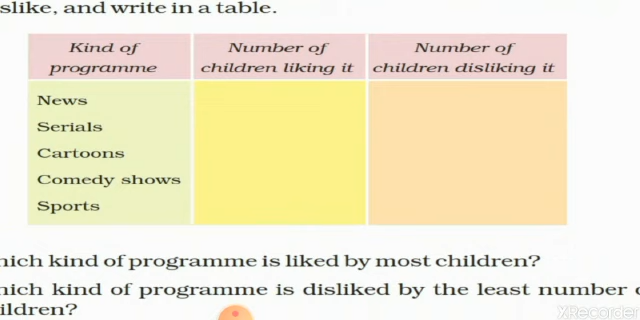 slike, and write in a table.
Kind of programme
Number of children liking it
Number of children disliking it
News
Serials
Cartoons
Comedy shows
Sports
hich kind of programme is liked by most children?
hich kind of programme is disliked by the least number
ildren?
XRecorder